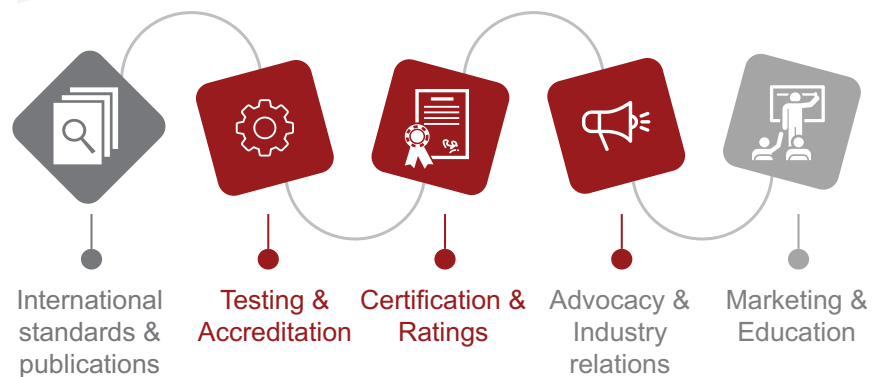 International
standards &
publications
Testing &
Accreditation
Certification &
Ratings
Advocacy &
Industry
relations
Marketing &
Education